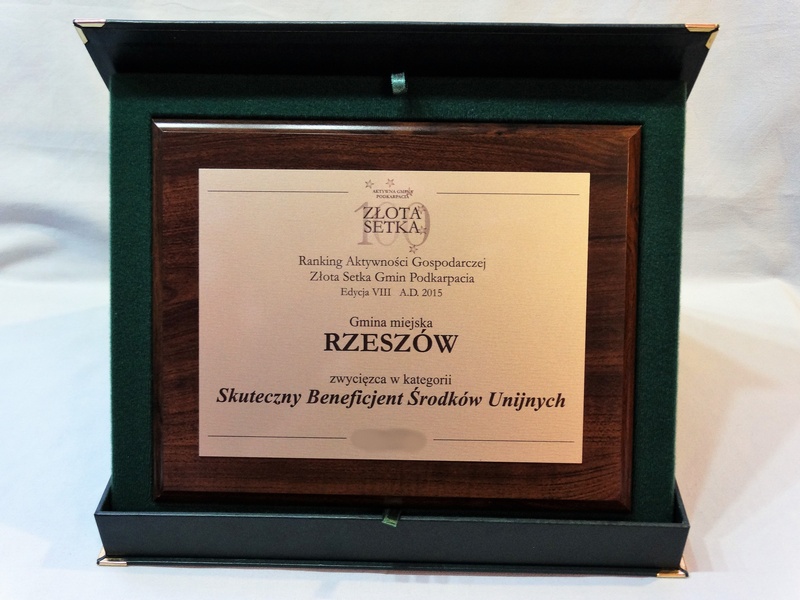 AKTYWNA GMINA
PODKARPACIA
100
ZŁOTA
SETKA
Ranking Aktywności Gospodarczej
Złota Setka Gmin Podkarpacia
Edycja VIII A.D. 2015
Gmina miejska
RZESZÓW
zwycięzca w kategorii
Skuteczny Beneficjent Środków Unijnych